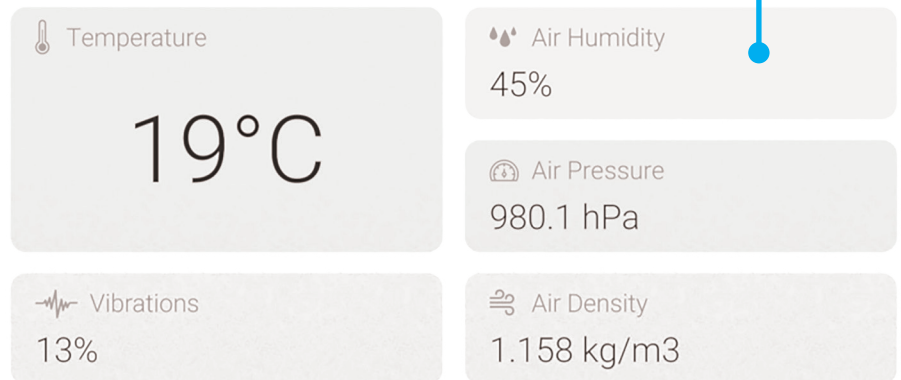 Temperature
19°C
Air Humidity
45%
Air Pressure
980.1 hPa
Vibrations
13%
Air Density
1.158 kg/m3